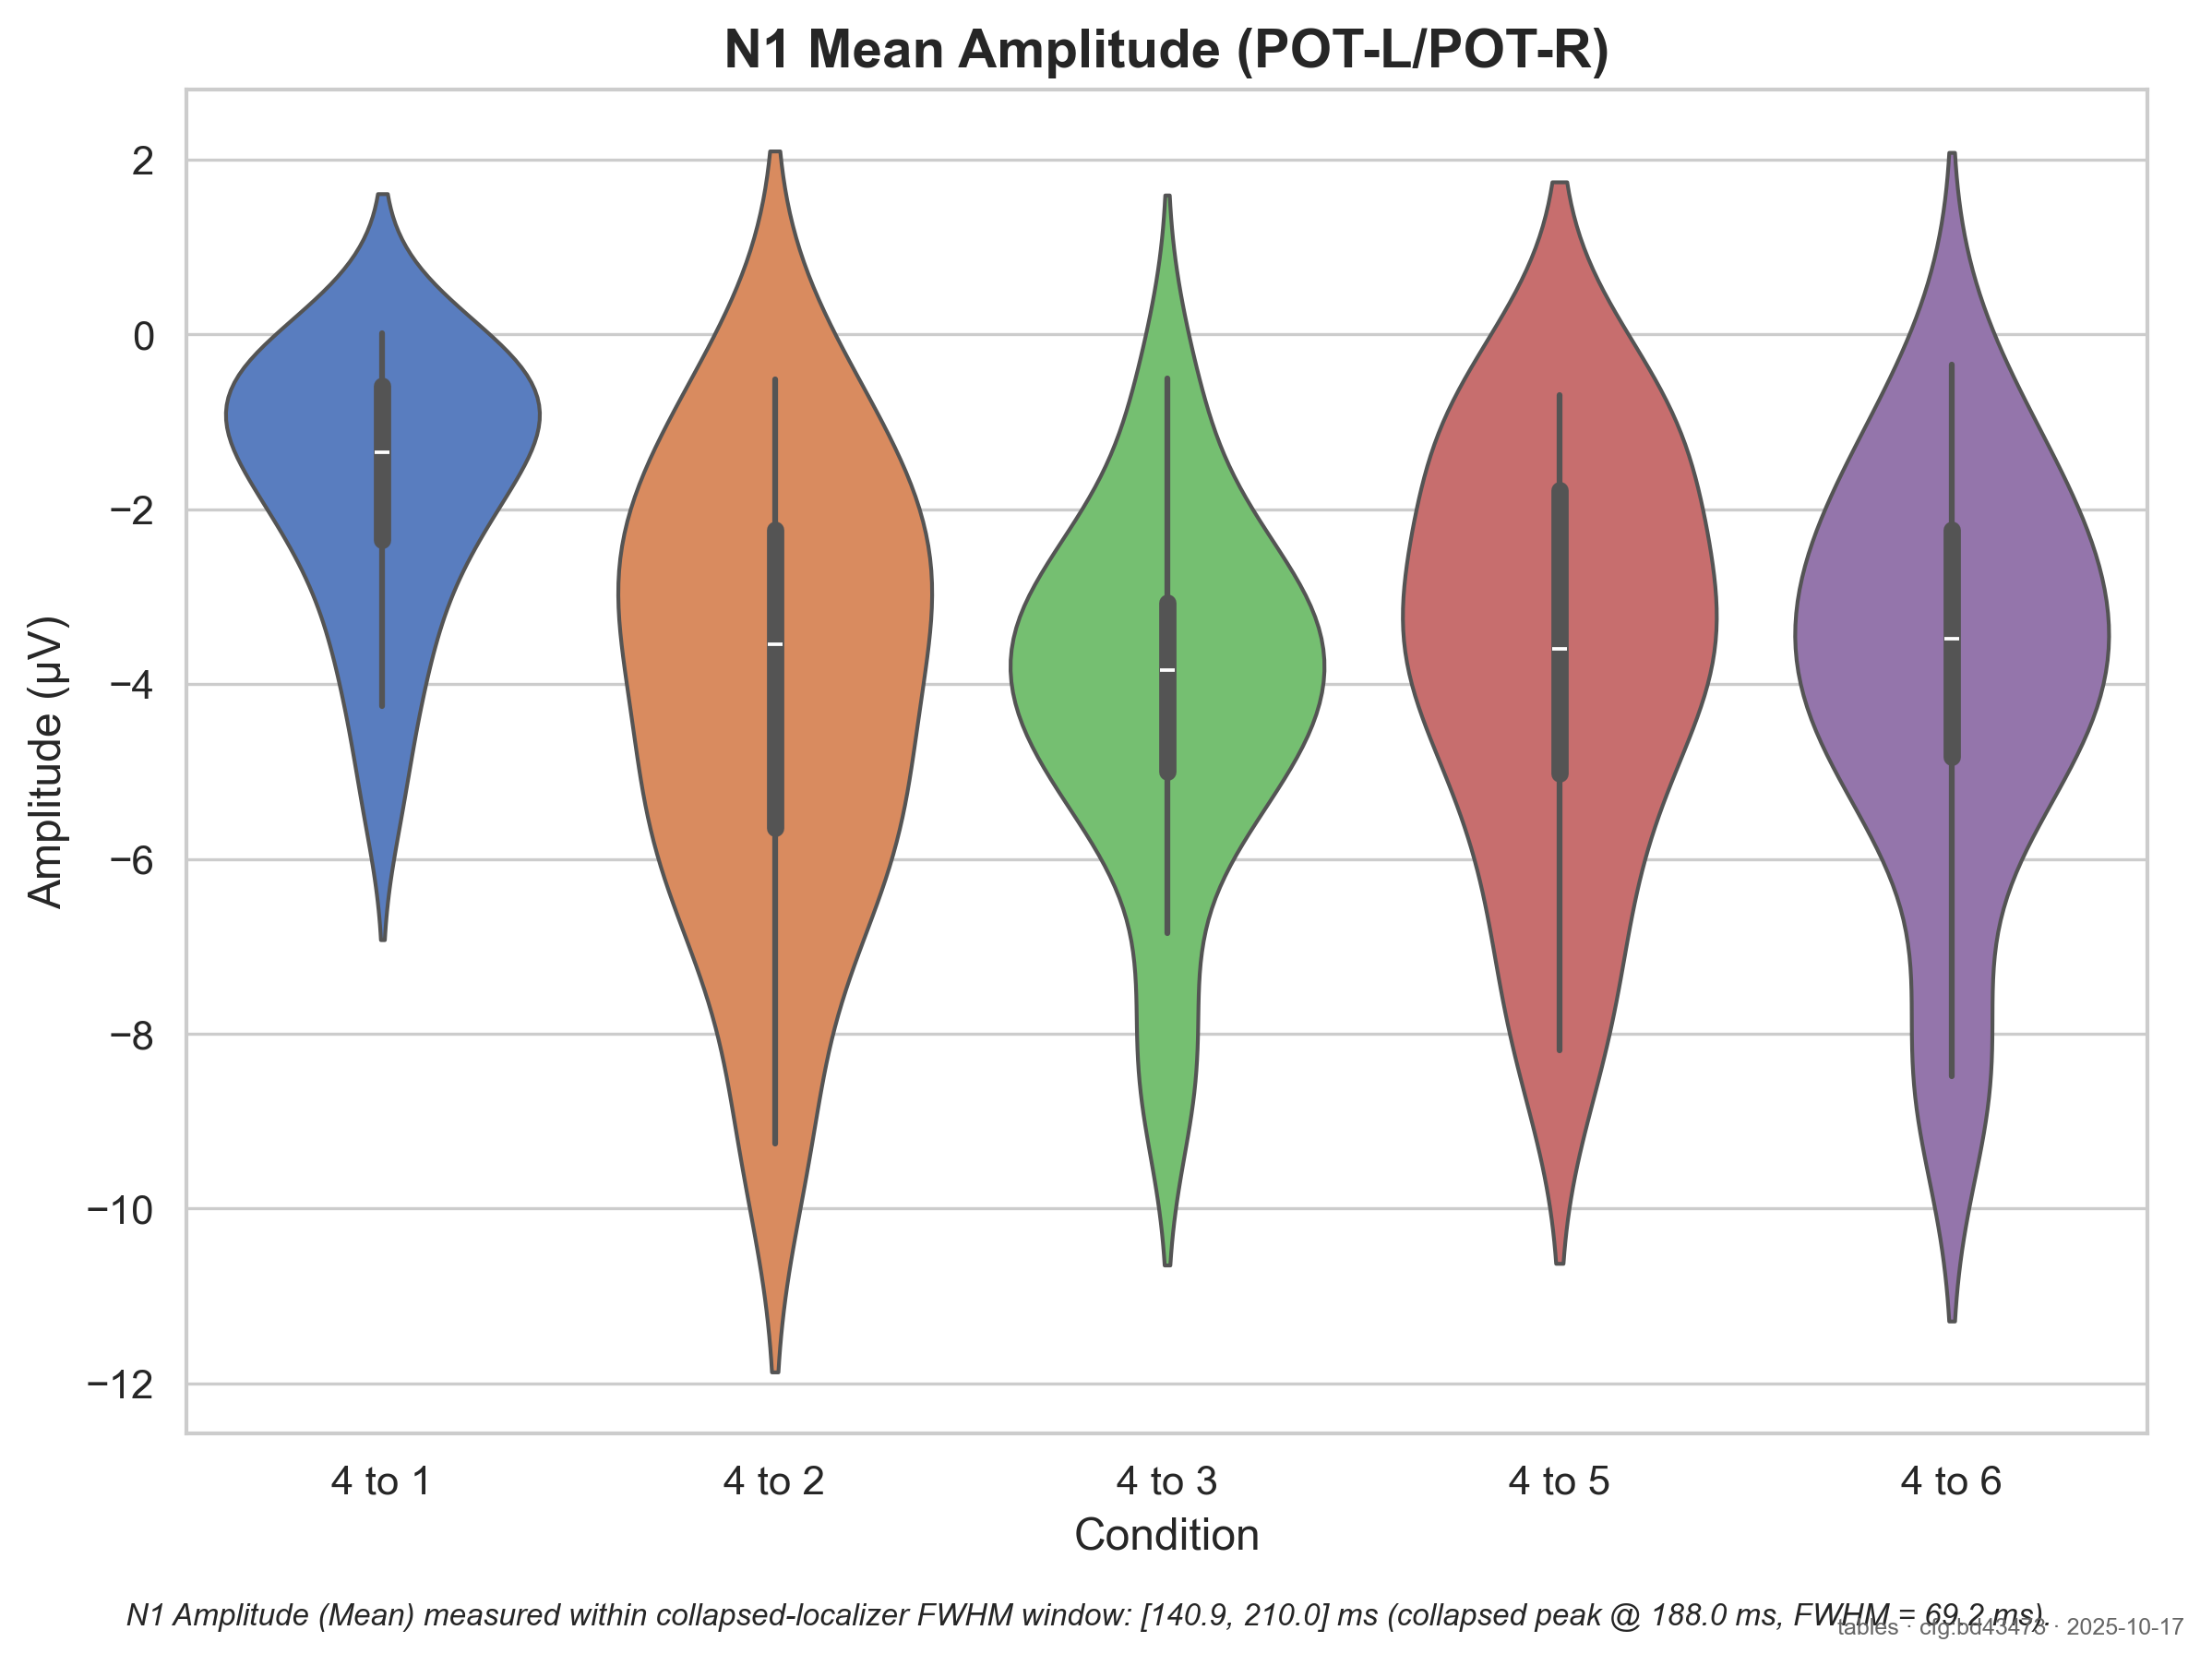 N1 Mean Amplitude (POT-L/POT-R)
Amplitude (µV)
2
0
−2
−4
−6
−8
−10
−12
4 to 1
4 to 2
4 to 3
4 to 5
4 to 6
Condition
N1 Amplitude (Mean) measured within collapsed-localizer FWHM window: [140.9, 210.0] ms (collapsed peak @ 188.0 ms, FWHM = 69.2 ms).
tables · cfg:bd43473 · 2025-10-17